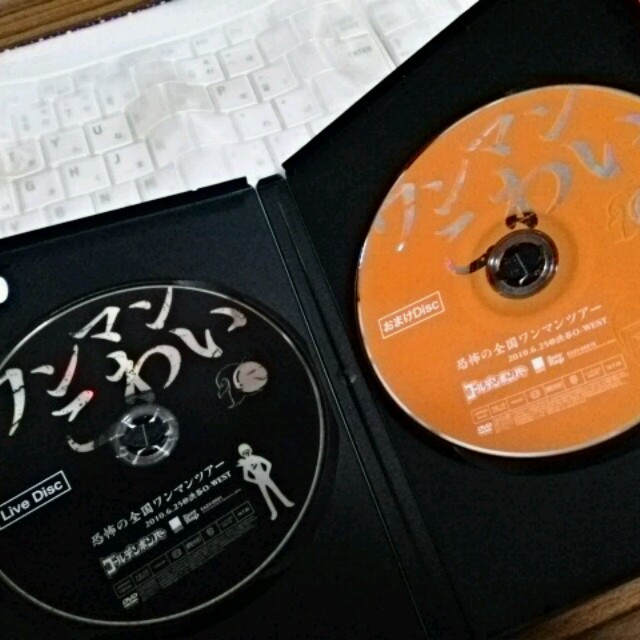 ワンマン
こわい
Live Disc
恐怖の全国ワンマンツアー
2010.6.21@渋谷O-WEST
ゴールデンボンバー
DVD
ワンマン
こわい
おまけDisc
恐怖の全国ワンマンツアー
2010.6.21@渋谷O-WEST
ゴールデンボンバー
DVD
Y
U
G
H
J
B
N